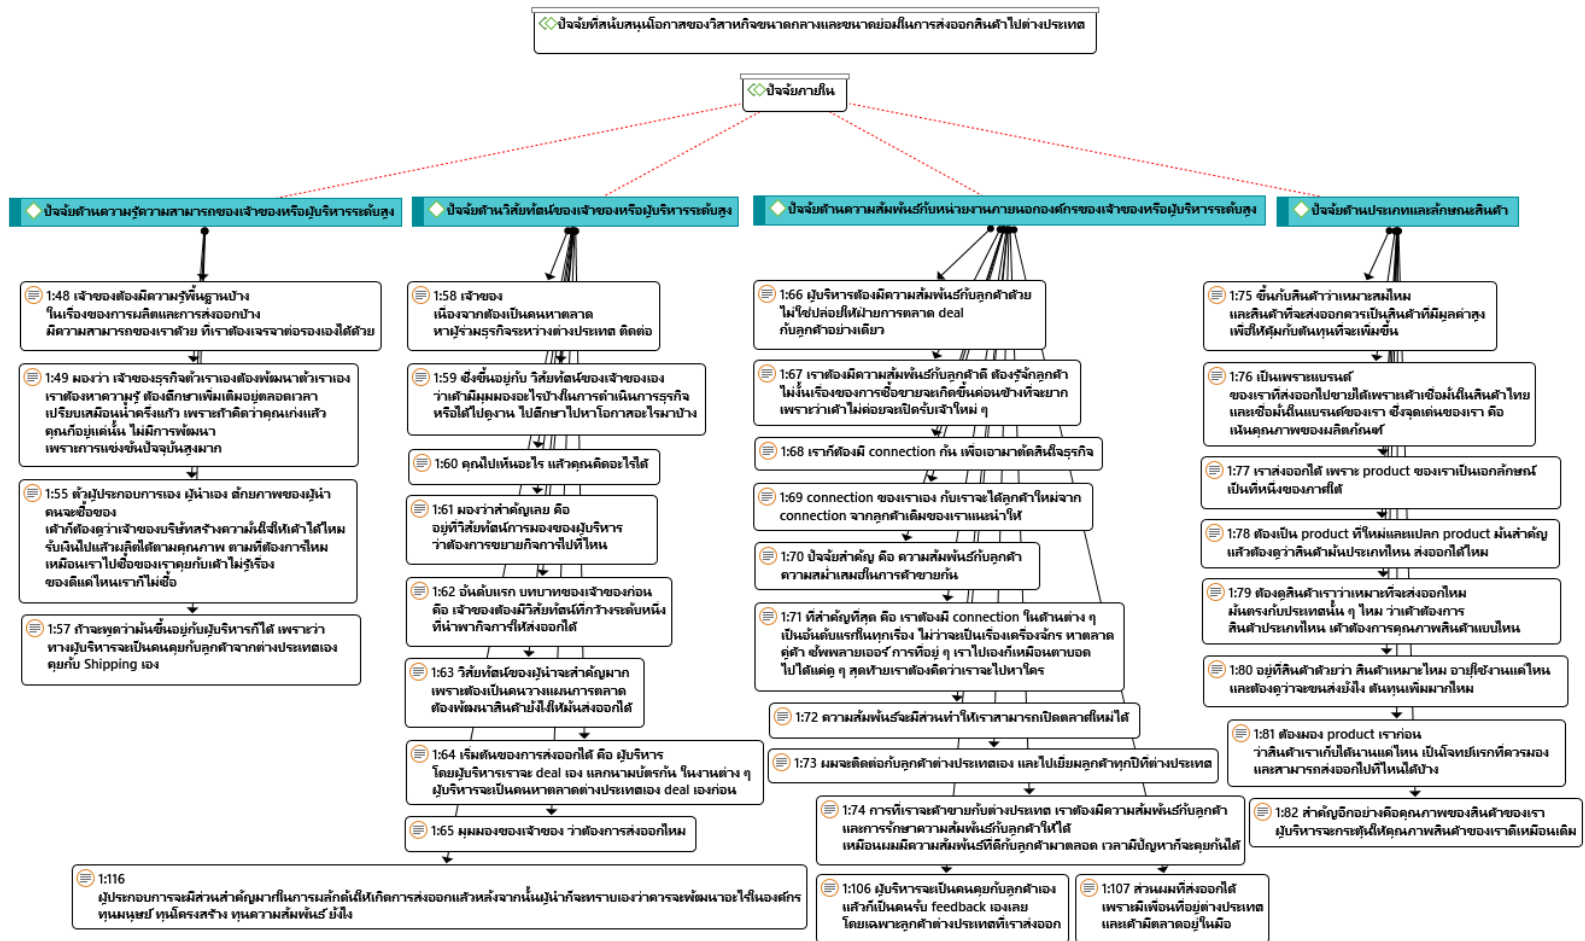 ปัจจัยที่สนับสนุนโอกาสของวิสาหกิจขนาดกลางและขนาดย่อมในการส่งออกสินค้าไปต่างประเทศ
ปัจจัยภายใน
ปัจจัยด้านความรู้ความสามารถของเจ้าของหรือผู้บริหารระดับสูง
1:48 เจ้าของต้องมีความรู้พื้นฐานบ้าง
ในเรื่องของการผลิตและการส่งออกบ้าง
มีความสามารถของเราด้วย ที่เราต้องเจรจาต่อรองเองได้ด้วย
1:49 มองว่า เจ้าของธุรกิจตัวเราเองต้องพัฒนาตัวเราเอง
เราต้องหาความรู้ ต้องศึกษาเพิ่มเติมอยู่ตลอดเวลา
เปรียบเสมือนน้ำครึ่งแก้ว เพราะถ้าคิดว่าคุณเก่งแล้ว
คุณก็อยู่แค่นั้น ไม่มีการพัฒนา
เพราะการแข่งขันปัจจุบันสูงมาก
1:55 ตัวผู้ประกอบการเอง ผู้นำเอง ศักยภาพของผู้นำ
คนจะซื้อของ
เค้าก็ต้องดูว่าเจ้าของบริษัทสร้างความมั่นใจให้เค้าได้ไหม
รับเงินไปแล้วผลิตได้ตามคุณภาพ ตามที่ต้องการไหม
เหมือนเราไปซื้อของเราคุยกับเค้าไม่รู้เรื่อง
ของดีแค่ไหนเราก็ไม่ซื้อ
1:57 ถ้าจะพูดว่ามันขึ้นอยู่กับผู้บริหารก็ได้ เพราะว่า
ทางผู้บริหารจะเป็นคนคุยกับลูกค้าจากต่างประเทศเอง
คุยกับ Shipping เอง
ปัจจัยด้านวิสัยทัศน์ของเจ้าของหรือผู้บริหารระดับสูง
1:58 เจ้าของ
เนื่องจากต้องเป็นคนหาตลาด
หาผู้ร่วมธุรกิจระหว่างต่างประเทศ ติดต่อ
1:59 ซึ่งขึ้นอยู่กับ วิสัยทัศน์ของเจ้าของเอง
ว่าเค้ามีมุมมองอะไรบ้างในการดำเนินการธุรกิจ
หรือได้ไปดูงาน ไปศึกษาไปหาโอกาสอะไรมาบ้าง
1:60 คุณไปเห็นอะไร แล้วคุณคิดอะไรได้
1:61 มองว่าสำคัญเลย คือ
อยู่ที่วิสัยทัศน์การมองของผู้บริหาร
ว่าต้องการขยายกิจการไปที่ไหน
1:62 อันดับแรก บทบาทของเจ้าของก่อน
คือ เจ้าของต้องมีวิสัยทัศน์ที่กว้างระดับหนึ่ง
ที่นำพากิจการให้ส่งออกได้
1:63 วิสัยทัศน์ของผู้นำจะสำคัญมาก
เพราะต้องเป็นคนวางแผนการตลาด
ต้องพัฒนาสินค้ายังไงให้มันส่งออกได้
1:64 เริ่มต้นของการส่งออกได้ คือ ผู้บริหาร
โดยผู้บริหารเราจะ deal เอง แลกนามบัตรกัน ในงานต่าง ๆ
ผู้บริหารจะเป็นคนหาตลาดต่างประเทศเอง deal เองก่อน
1:65 มุมมองของเจ้าของ ว่าต้องการส่งออกไหม
1:116
ผู้ประกอบการจะมีส่วนสำคัญมากในการผลักดันให้เกิดการส่งออกแล้วหลังจากนั้นผู้นำก็จะทราบเองว่าควรจะพัฒนาอะไรในองค์กร
ทุนมนุษย์ ทุนโครงสร้าง ทุนความสัมพันธ์ ยังไง
ปัจจัยด้านความสัมพันธ์กับหน่วยงานภายนอกองค์กรของเจ้าของหรือผู้บริหารระดับสูง
1:66 ผู้บริหารต้องมีความสัมพันธ์กับลูกค้าด้วย
ไม่ใช่ปล่อยให้ฝ่ายการตลาด deal
กับลูกค้าอย่างเดียว
1:67 เราต้องมีความสัมพันธ์กับลูกค้าดี ต้องรู้จักลูกค้า
ไม่งั้นเรื่องของการซื้อขายจะเกิดขึ้นค่อนข้างที่จะยาก
เพราะว่าเค้าไม่ค่อยจะเปิดรับเจ้าใหม่ ๆ
1:68 เราก็ต้องมี connection กัน เพื่อเอามาตัดสินใจธุรกิจ
1:69 connection ของเราเอง กับเราจะได้ลูกค้าใหม่จาก
connection จากลูกค้าเดิมของเราแนะนำให้
1:70 ปัจจัยสำคัญ คือ ความสัมพันธ์กับลูกค้า
ความสม่ำเสมอในการค้าขายกัน
1:71 ที่สำคัญที่สุด คือ เราต้องมี connection ในด้านต่าง ๆ
เป็นอันดับแรกในทุกเรื่อง ไม่ว่าจะเป็นเรื่องเครื่องจักร หาตลาด
คู่ค้า ซัพพลายเออร์ การที่อยู่ ๆ เราไปเองก็เหมือนตาบอด
ไปได้แค่ดู ๆ สุดท้ายเราต้องคิดว่าเราจะไปหาใคร
1:72 ความสัมพันธ์จะมีส่วนทำให้เราสามารถเปิดตลาดใหม่ได้
1:73 ผมจะติดต่อกับลูกค้าต่างประเทศเอง และไปเยี่ยมลูกค้าทุกปีที่ต่างประเทศ
1:74 การที่เราจะค้าขายกับต่างประเทศ เราต้องมีความสัมพันธ์กับลูกค้า
และการรักษาความสัมพันธ์กับลูกค้าให้ได้
เหมือนผมมีความสัมพันธ์ที่ดีกับลูกค้ามาตลอด เวลามีปัญหาก็จะคุยกันได้
1:106 ผู้บริหารจะเป็นคนคุยกับลูกค้าเอง
แล้วก็เป็นคนรับ feedback เองเลย
โดยเฉพาะลูกค้าต่างประเทศที่เราส่งออก
1:107 ส่วนผมที่ส่งออกได้
เพราะมีเพื่อนที่อยู่ต่างประเทศ
และเค้ามีตลาดอยู่ในมือ
ปัจจัยด้านประเภทและลักษณะสินค้า
1:75 ขึ้นกับสินค้าว่าเหมาะสมไหม
และสินค้าที่จะส่งออกควรเป็นสินค้าที่มีมูลค่าสูง
เพื่อให้คุ้มกับต้นทุนที่จะเพิ่มขึ้น
1:76 เป็นเพราะแบรนด์
ของเราที่ส่งออกไปขายได้เพราะเค้าเชื่อมั่นในสินค้าไทย
และเชื่อมั่นในแบรนด์ของเรา ซึ่งจุดเด่นของเรา คือ
เน้นคุณภาพของผลิตภัณฑ์
1:77 เราส่งออกได้ เพราะ product ของเราเป็นเอกลักษณ์
เป็นที่หนึ่งของภาคใต้
1:78 ต้องเป็น product ที่ใหม่และแปลก product มันสำคัญ
แล้วต้องดูว่าสินค้ามันประเภทไหน ส่งออกได้ไหม
1:79 ต้องดูสินค้าเราว่าเหมาะที่จะส่งออกไหม
มันตรงกับประเทศนั้น ๆ ไหม ว่าเค้าต้องการ
สินค้าประเภทไหน เค้าต้องการคุณภาพสินค้าแบบไหน
1:80 อยู่ที่สินค้าด้วยว่า สินค้าเหมาะไหม อายุใช้งานแค่ไหน
และต้องดูว่าจะขนส่งยังไง ต้นทุนเพิ่มมากไหม
1:81 ต้องมอง product เราก่อน
ว่าสินค้าเราเก็บได้นานแค่ไหน เป็นโจทย์แรกที่ควรมอง
และสามารถส่งออกไปที่ไหนได้บ้าง
1:82 สำคัญอีกอย่างคือคุณภาพของสินค้าของเรา
ผู้บริหารจะกระตุ้นให้คุณภาพสินค้าของเราดีเหมือนเดิม